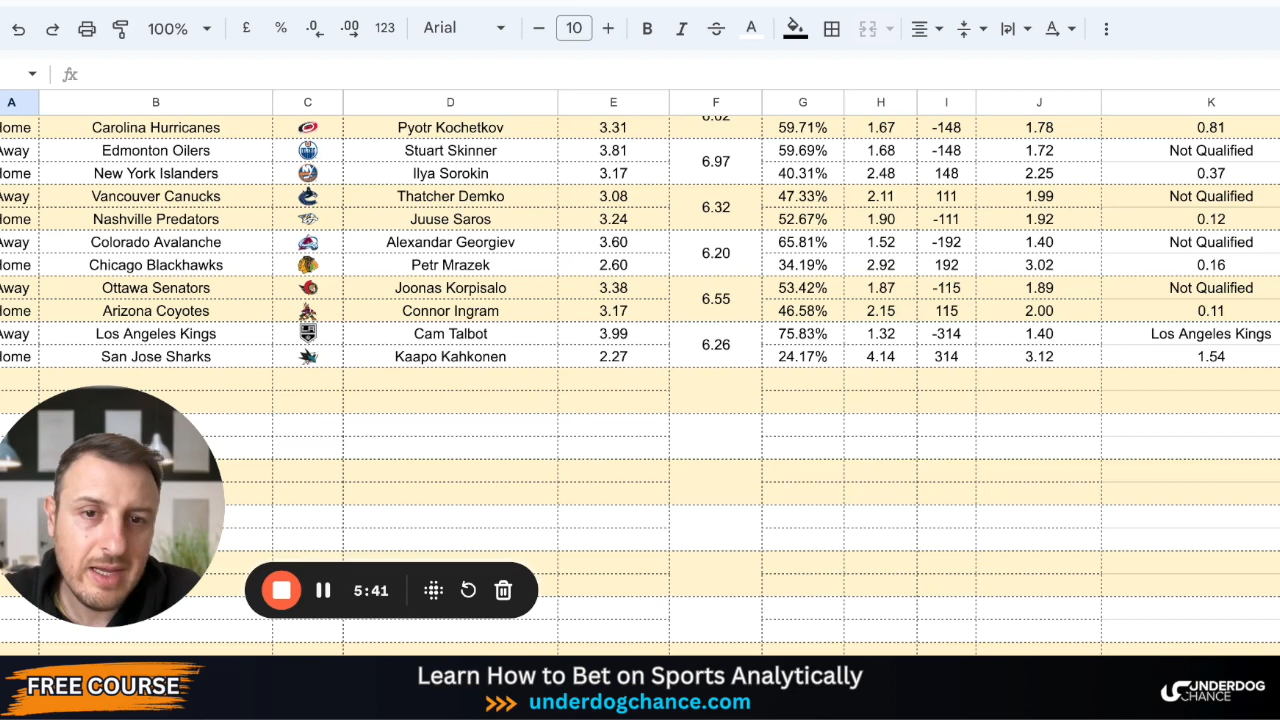 100% £ % .0 .00 123 Arial 10 B I A A
fx
A B C D E F G H I J K
Home Carolina Hurricanes Pyotr Kochetkov 3.31 59.71% 1.67 -148 1.78 0.81
Away Edmonton Oilers Stuart Skinner 3.81 6.97 59.69% 1.68 -148 1.72 Not Qualified
Home New York Islanders Ilya Sorokin 3.17 40.31% 2.48 148 2.25 0.37
Away Vancouver Canucks Thatcher Demko 3.08 6.32 47.33% 2.11 111 1.99 Not Qualified
Home Nashville Predators Juuse Saros 3.24 52.67% 1.90 -111 1.92 0.12
Away Colorado Avalanche Alexandar Georgiev 3.60 6.20 65.81% 1.52 -192 1.40 Not Qualified
Home Chicago Blackhawks Petr Mrazek 2.60 34.19% 2.92 192 3.02 0.16
Away Ottawa Senators Joonas Korpisalo 3.38 6.55 53.42% 1.87 -115 1.89 Not Qualified
Home Arizona Coyotes Connor Ingram 3.17 46.58% 2.15 115 2.00 0.11
Away Los Angeles Kings Cam Talbot 3.99 6.26 75.83% 1.32 -314 1.40 Los Angeles Kings
Home San Jose Sharks Kaapo Kahkonen 2.27 24.17% 4.14 314 3.12 1.54
5:41
FREE COURSE
Learn How to Bet on Sports Analytically
>>> underdogchance.com
UNDERDOG
CHANCE